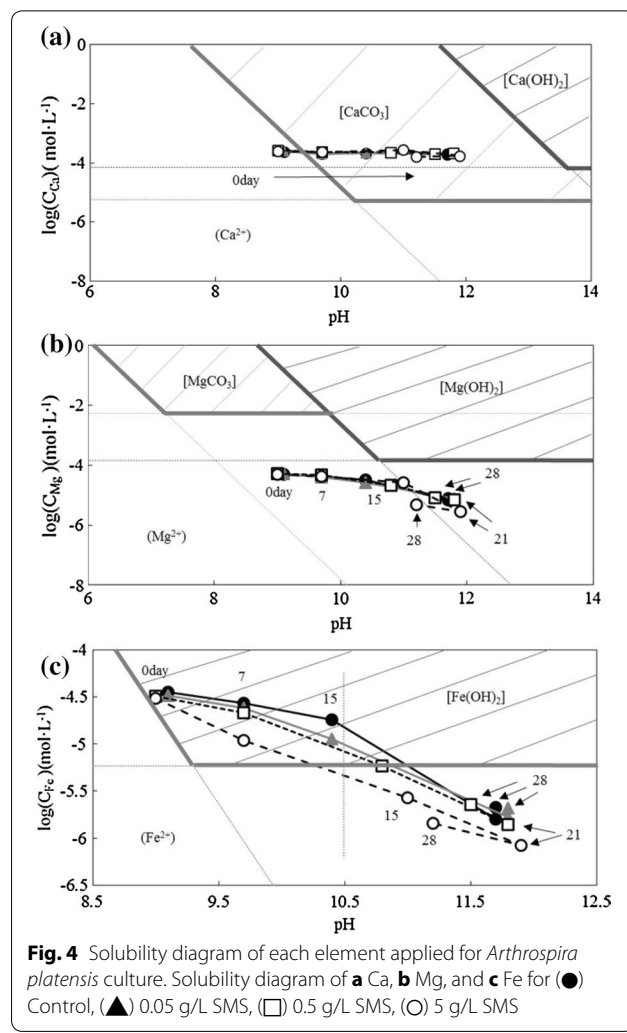 (a)
0
[Ca(OH)₂]
[CaCO₃]
-2
-4
0day
-6
(Ca²⁺)
-8
log(C_Ca)( mol·L⁻¹)
6 8 10 12 14
pH
(b)
0
[MgCO₃] [Mg(OH)₂]
-2
-4
28
0day 7 15
-6
(Mg²⁺) 28 21
-8
log(C_Mg)(mol·L⁻¹)
6 8 10 12 14
pH
(c)
-4
0day 7
15 [Fe(OH)₂]
-4.5
-5
-5.5
28
15
28 21
-6
(Fe²⁺)
-6.5
log(C_Fe)(mol·L⁻¹)
8.5 9.5 10.5 11.5 12.5
pH
Fig. 4 Solubility diagram of each element applied for Arthrospira
platensis culture. Solubility diagram of a Ca, b Mg, and c Fe for (●)
Control, (▲) 0.05 g/L SMS, (□) 0.5 g/L SMS, (○) 5 g/L SMS